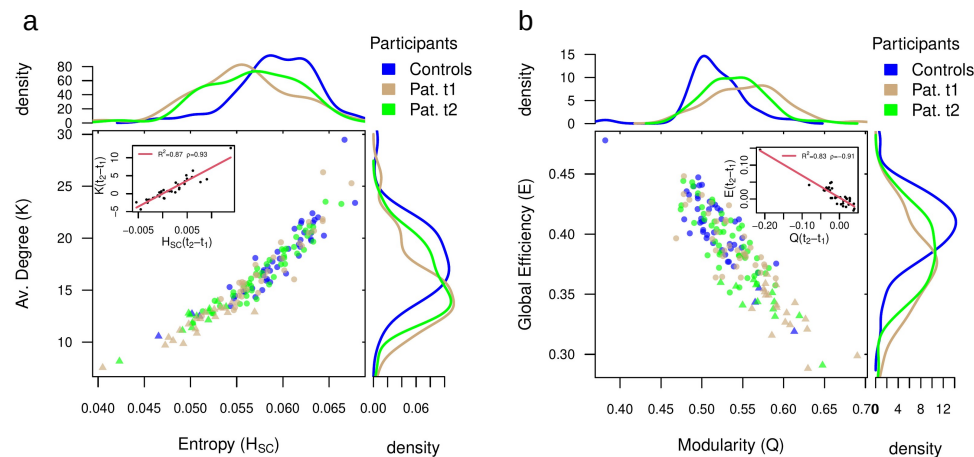 a
b
Participants
Controls
Pat. t1
Pat. t2
density
80
60
40
20
0
30
25
20
15
10
Av. Degree (K)
R²=0.87 ρ=0.93
K(t₂−t₁)
10
5
0
−5
−0.005
0.005
H_SC(t₂−t₁)
0.040
0.045
0.050
0.055
0.060
0.065
Entropy (H_SC)
0.00
0.06
density
Participants
Controls
Pat. t1
Pat. t2
density
15
10
5
0
0.45
0.40
0.35
0.30
Global Efficiency (E)
R²=0.83 ρ=−0.91
E(t₂−t₁)
0.10
0.00
−0.20
−0.10
0.00
Q(t₂−t₁)
0.40
0.45
0.50
0.55
0.60
0.65
0.70
Modularity (Q)
0
4
8
12
density